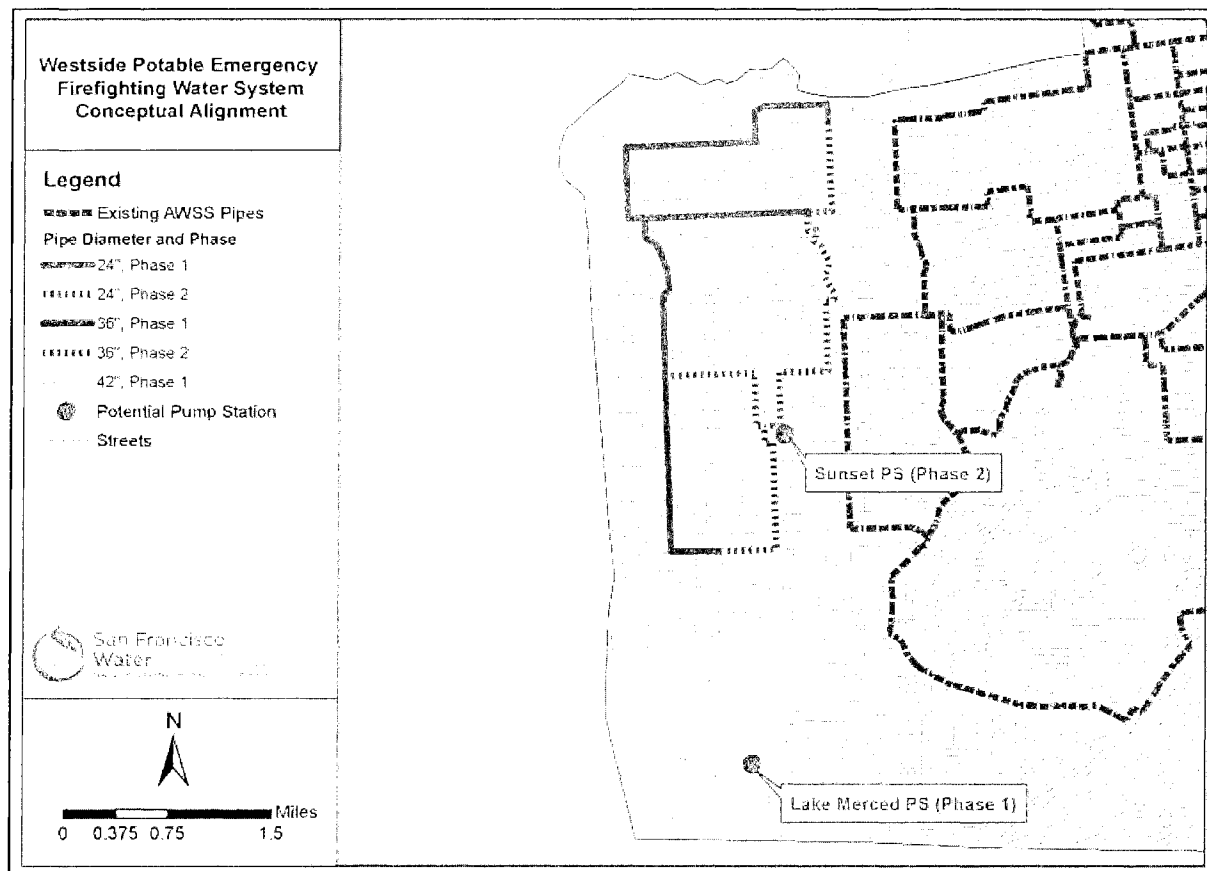 Westside Potable Emergency
Firefighting Water System
Conceptual Alignment
Legend
Existing AWSS Pipes
Pipe Diameter and Phase
24", Phase 1
24", Phase 2
36", Phase 1
36", Phase 2
42", Phase 1
Potential Pump Station
Streets
San Francisco
Water
N
Miles
0 0.375 0.75 1.5
Sunset PS (Phase 2)
Lake Merced PS (Phase 1)